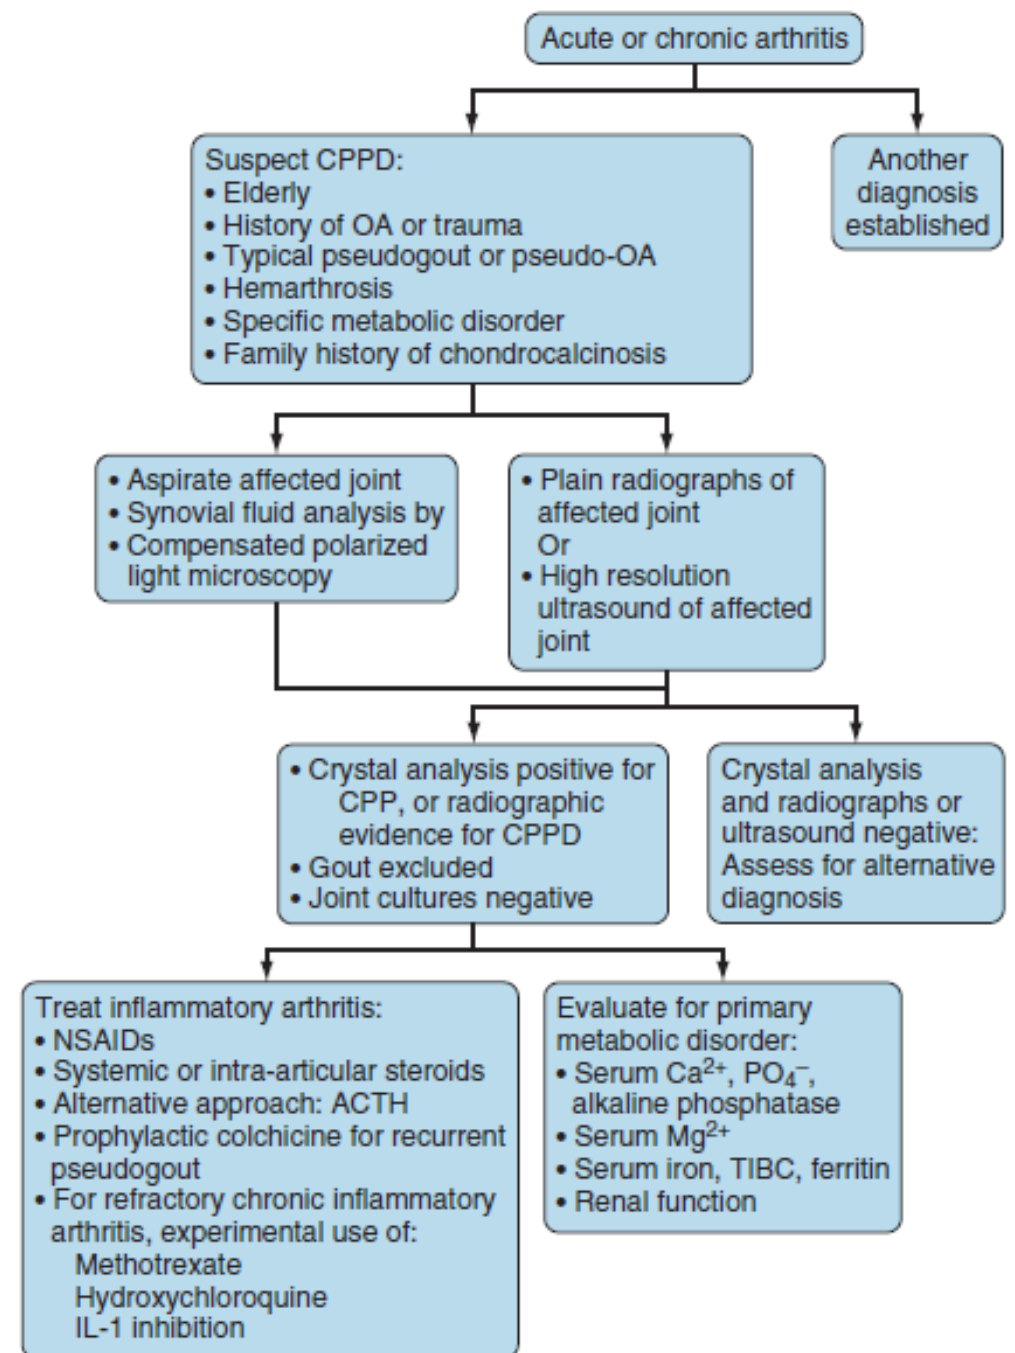 Acute or chronic arthritis
Suspect CPPD:
• Elderly
• History of OA or trauma
• Typical pseudogout or pseudo-OA
• Hemarthrosis
• Specific metabolic disorder
• Family history of chondrocalcinosis
Another
diagnosis
established
• Aspirate affected joint
• Synovial fluid analysis by
• Compensated polarized
light microscopy
• Plain radiographs of
affected joint
Or
• High resolution
ultrasound of affected
joint
• Crystal analysis positive for
CPP, or radiographic
evidence for CPPD
• Gout excluded
• Joint cultures negative
Crystal analysis
and radiographs or
ultrasound negative:
Assess for alternative
diagnosis
Treat inflammatory arthritis:
• NSAIDs
• Systemic or intra-articular steroids
• Alternative approach: ACTH
• Prophylactic colchicine for recurrent
pseudogout
• For refractory chronic inflammatory
arthritis, experimental use of:
Methotrexate
Hydroxychloroquine
IL-1 inhibition
Evaluate for primary
metabolic disorder:
• Serum Ca²⁺, PO₄⁻,
alkaline phosphatase
• Serum Mg²⁺
• Serum iron, TIBC, ferritin
• Renal function